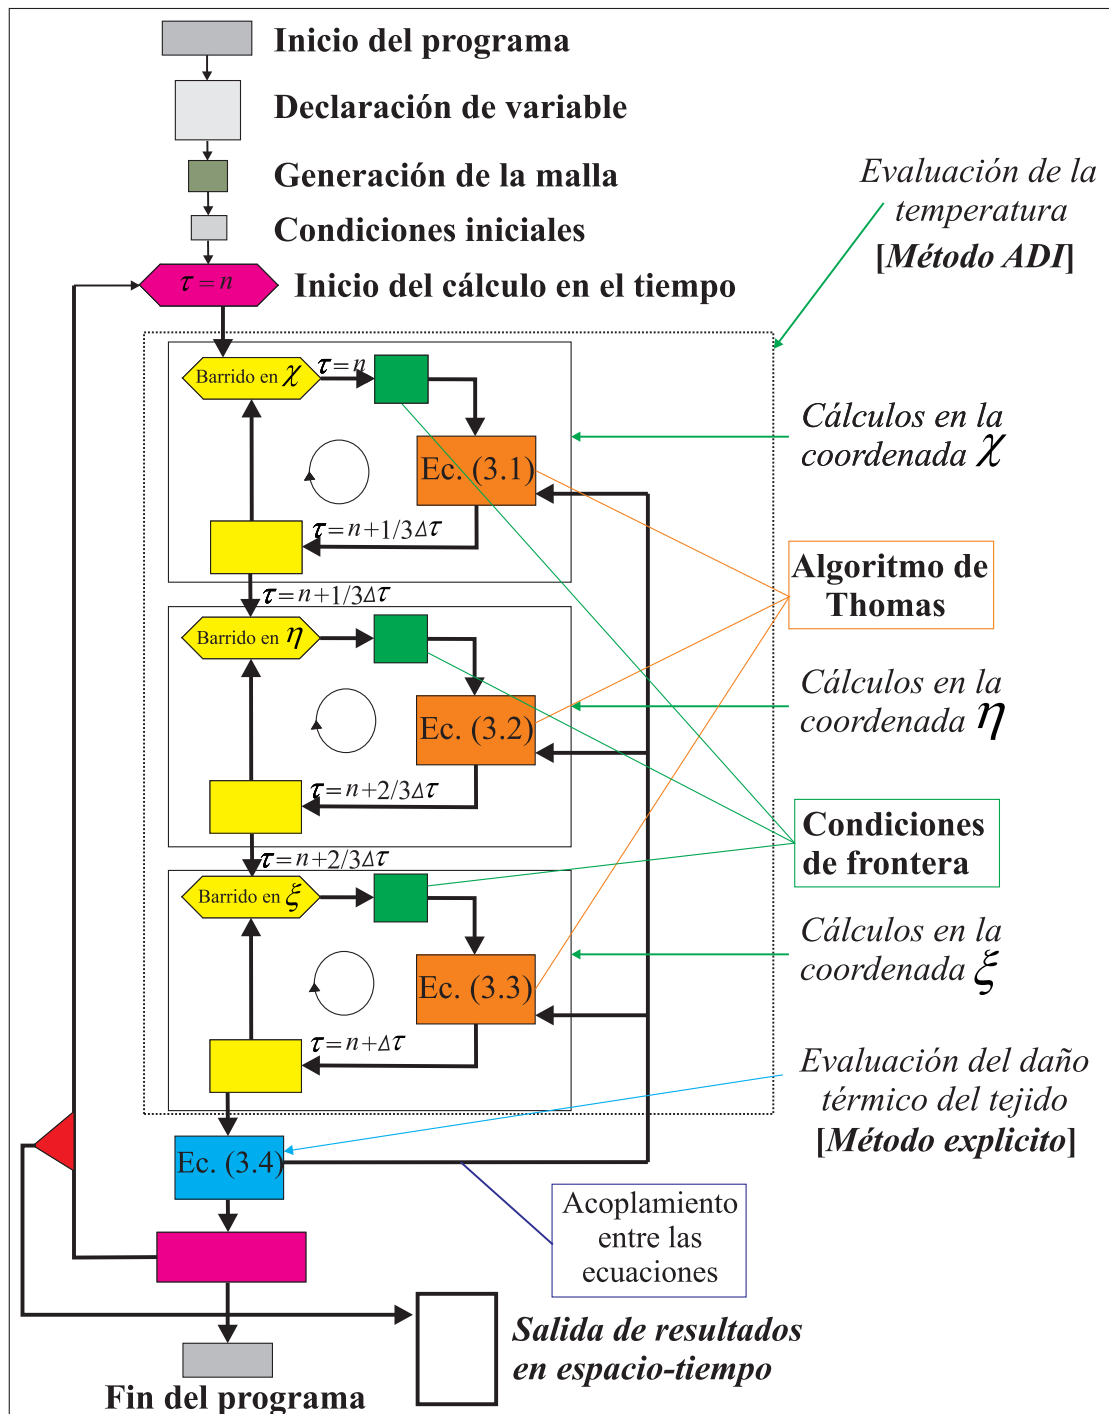 Inicio del programa
Declaración de variable
Generación de la malla
Condiciones iniciales
τ = n
Inicio del cálculo en el tiempo
Evaluación de la
temperatura
[Método ADI]
Barrido en χ
τ=n
Ec. (3.1)
τ=n+1/3Δτ
Cálculos en la
coordenada χ
τ=n+1/3Δτ
Algoritmo de
Thomas
Barrido en η
Ec. (3.2)
τ=n+2/3Δτ
Cálculos en la
coordenada η
τ=n+2/3Δτ
Condiciones
de frontera
Barrido en ξ
Ec. (3.3)
τ=n+Δτ
Cálculos en la
coordenada ξ
Evaluación del daño
térmico del tejido
[Método explicito]
Ec. (3.4)
Acoplamiento
entre las
ecuaciones
Salida de resultados
en espacio-tiempo
Fin del programa